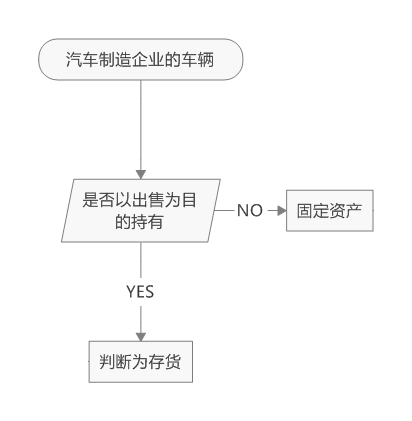 汽车制造企业的车辆
是否以出售为目
的持有
NO
固定资产
YES
判断为存货